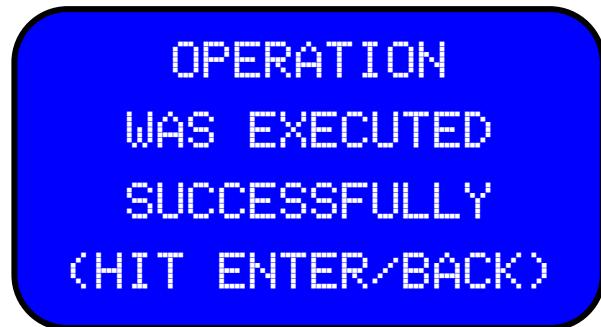 OPERATION
WAS EXECUTED
SUCCESSFULLY
(HIT ENTER/BACK)